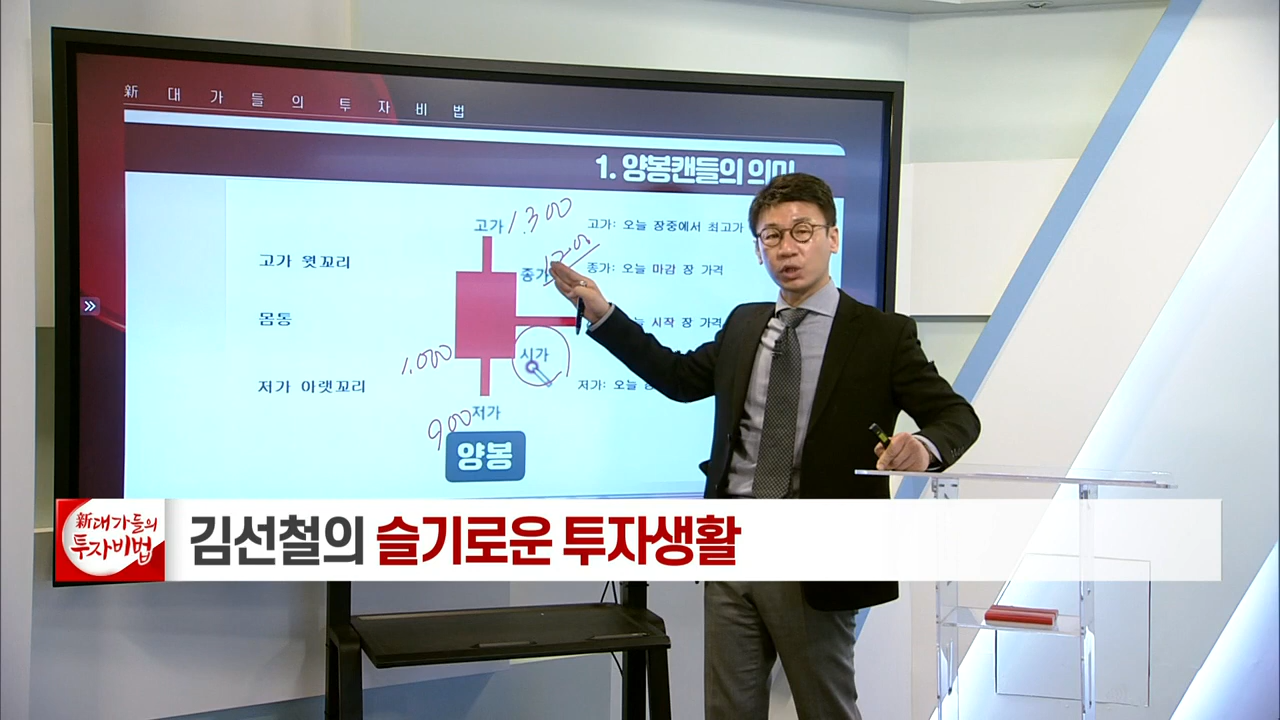 新 대 가 들 의 투 자 비 법
1. 양봉캔들의 의미
고가 1.300
고가: 오늘 장중에서 최고가
고가 윗꼬리
종가
종가: 오늘 마감 장 가격
몸통
시작 장 가격
1.000
시가
저가 아랫꼬리
저가: 오늘
900 저가
양봉
新대가들의
투자비법
김선철의 슬기로운 투자생활